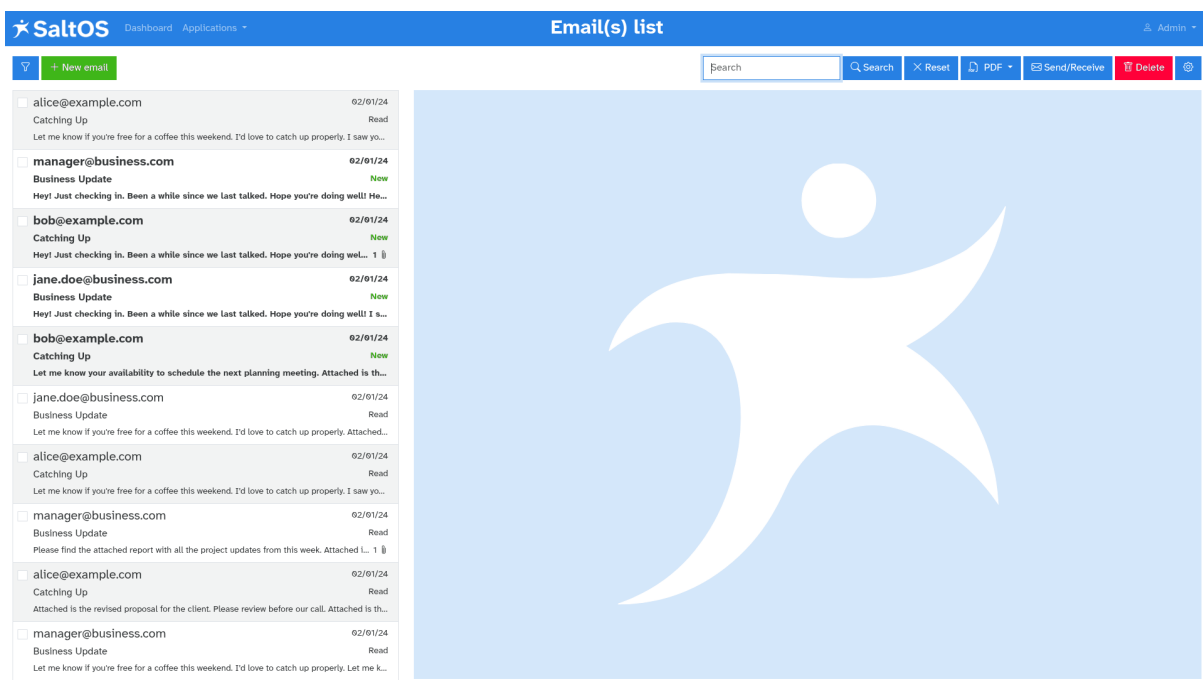 SaltOS Dashboard Applications Email(s) list Admin
+ New email Search Search Reset PDF Send/Receive Delete
alice@example.com 02/01/24
Catching Up Read
Let me know if you're free for a coffee this weekend. I'd love to catch up properly. I saw yo...
manager@business.com 02/01/24
Business Update New
Hey! Just checking in. Been a while since we last talked. Hope you're doing well! He...
bob@example.com 02/01/24
Catching Up New
Hey! Just checking in. Been a while since we last talked. Hope you're doing wel... 1
jane.doe@business.com 02/01/24
Business Update New
Hey! Just checking in. Been a while since we last talked. Hope you're doing well! I s...
bob@example.com 02/01/24
Catching Up New
Let me know your availability to schedule the next planning meeting. Attached is th...
jane.doe@business.com 02/01/24
Business Update Read
Let me know if you're free for a coffee this weekend. I'd love to catch up properly. Attached...
alice@example.com 02/01/24
Catching Up Read
Let me know if you're free for a coffee this weekend. I'd love to catch up properly. I saw yo...
manager@business.com 02/01/24
Business Update Read
Please find the attached report with all the project updates from this week. Attached i... 1
alice@example.com 02/01/24
Catching Up Read
Attached is the revised proposal for the client. Please review before our call. Attached is th...
manager@business.com 02/01/24
Business Update Read
Let me know if you're free for a coffee this weekend. I'd love to catch up properly. Let me k...